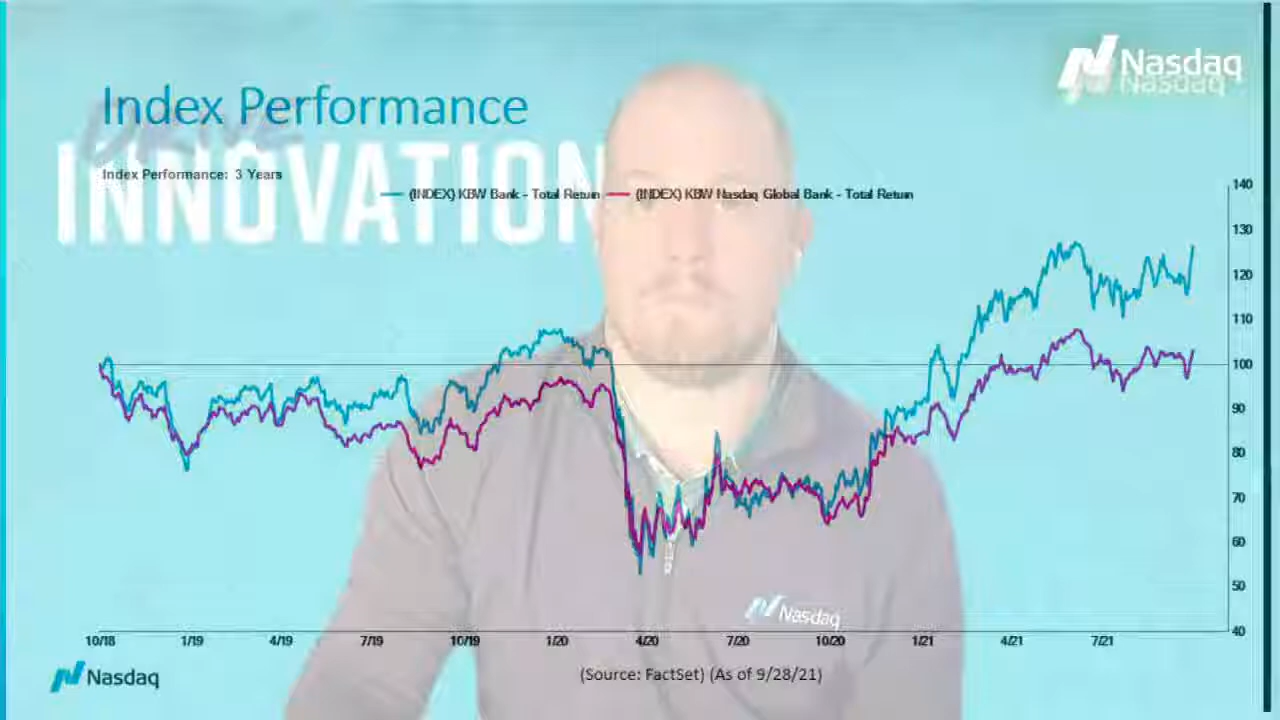 Nasdaq
Nasdaq
Index Performance
DRIVE
INNOVATION
Index Performance: 3 Years
(INDEX) KBW Bank - Total Return (INDEX) KBW Nasdaq Global Bank - Total Return
140
130
120
110
100
90
80
70
60
50
40
Nasdaq
10/18 1/19 4/19 7/19 10/19 1/20 4/20 7/20 10/20 1/21 4/21 7/21
Nasdaq
(Source: FactSet) (As of 9/28/21)